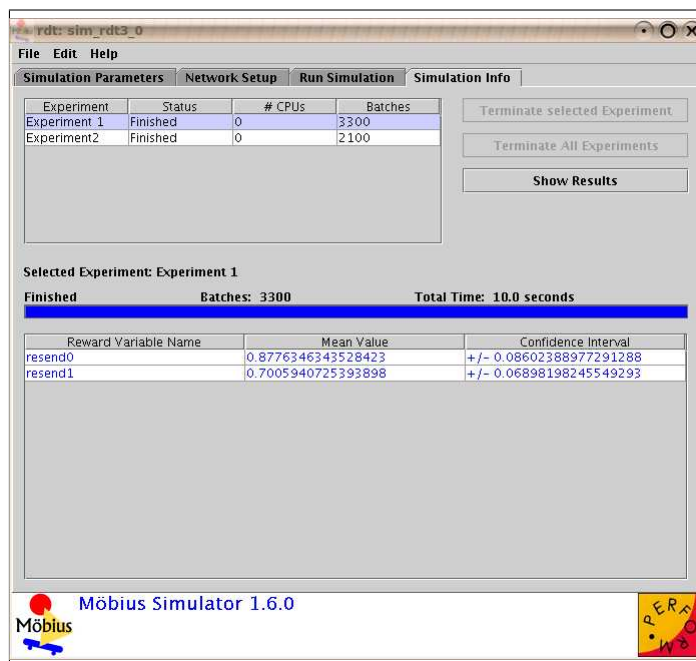 rdt: sim_rdt3_0
File Edit Help
Simulation Parameters Network Setup Run Simulation Simulation Info
Experiment Status # CPUs Batches
Experiment 1 Finished 0 3300
Experiment2 Finished 0 2100
Terminate selected Experiment
Terminate All Experiments
Show Results
Selected Experiment: Experiment 1
Finished Batches: 3300 Total Time: 10.0 seconds
Reward Variable Name Mean Value Confidence Interval
resend0 0.8776346343528423 +/- 0.08602388977291288
resend1 0.7005940725393898 +/- 0.06898198245549293
Möbius Simulator 1.6.0
Möbius
PERFORM